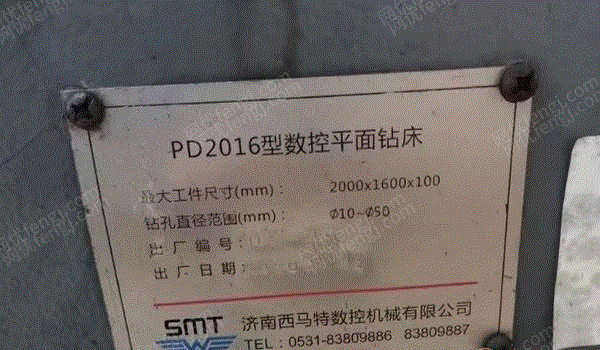 PD2016型数控平面钻床
最大工件尺寸(mm)： 2000x1600x100
钻孔直径范围(mm)： Ø10~Ø50
出厂编号：
出厂日期：
SMT 济南西马特数控机械有限公司
TEL：0531-83809886 83809887